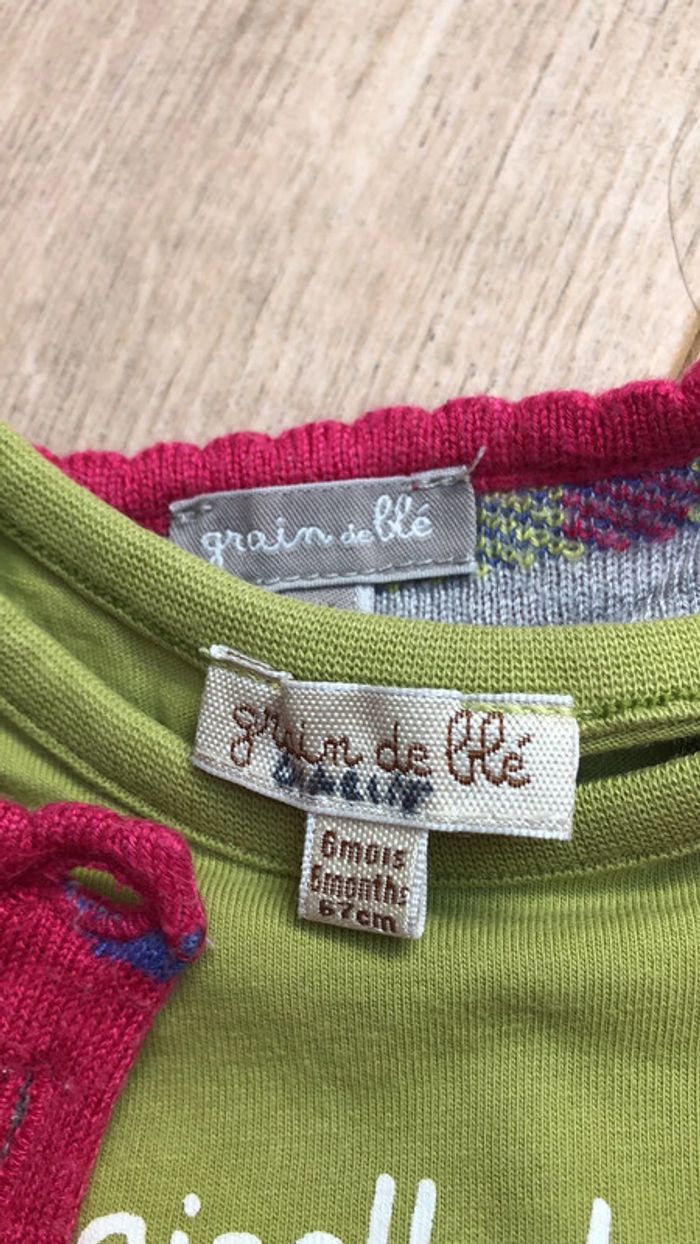 grain de blé
grain de blé
6mois
6months
67cm